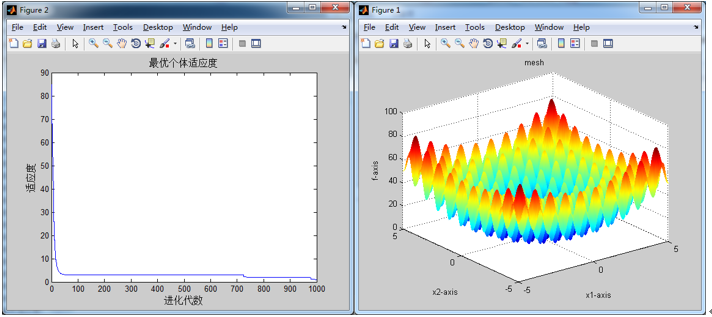 Figure 2
File Edit View Insert Tools Desktop Window Help
最优个体适应度
适应度
90
80
70
60
50
40
30
20
10
0
0 100 200 300 400 500 600 700 800 900 1000
进化代数
Figure 1
File Edit View Insert Tools Desktop Window Help
mesh
f-axis
100
80
60
40
20
0
5
0
-5
x2-axis
-5
0
5
x1-axis